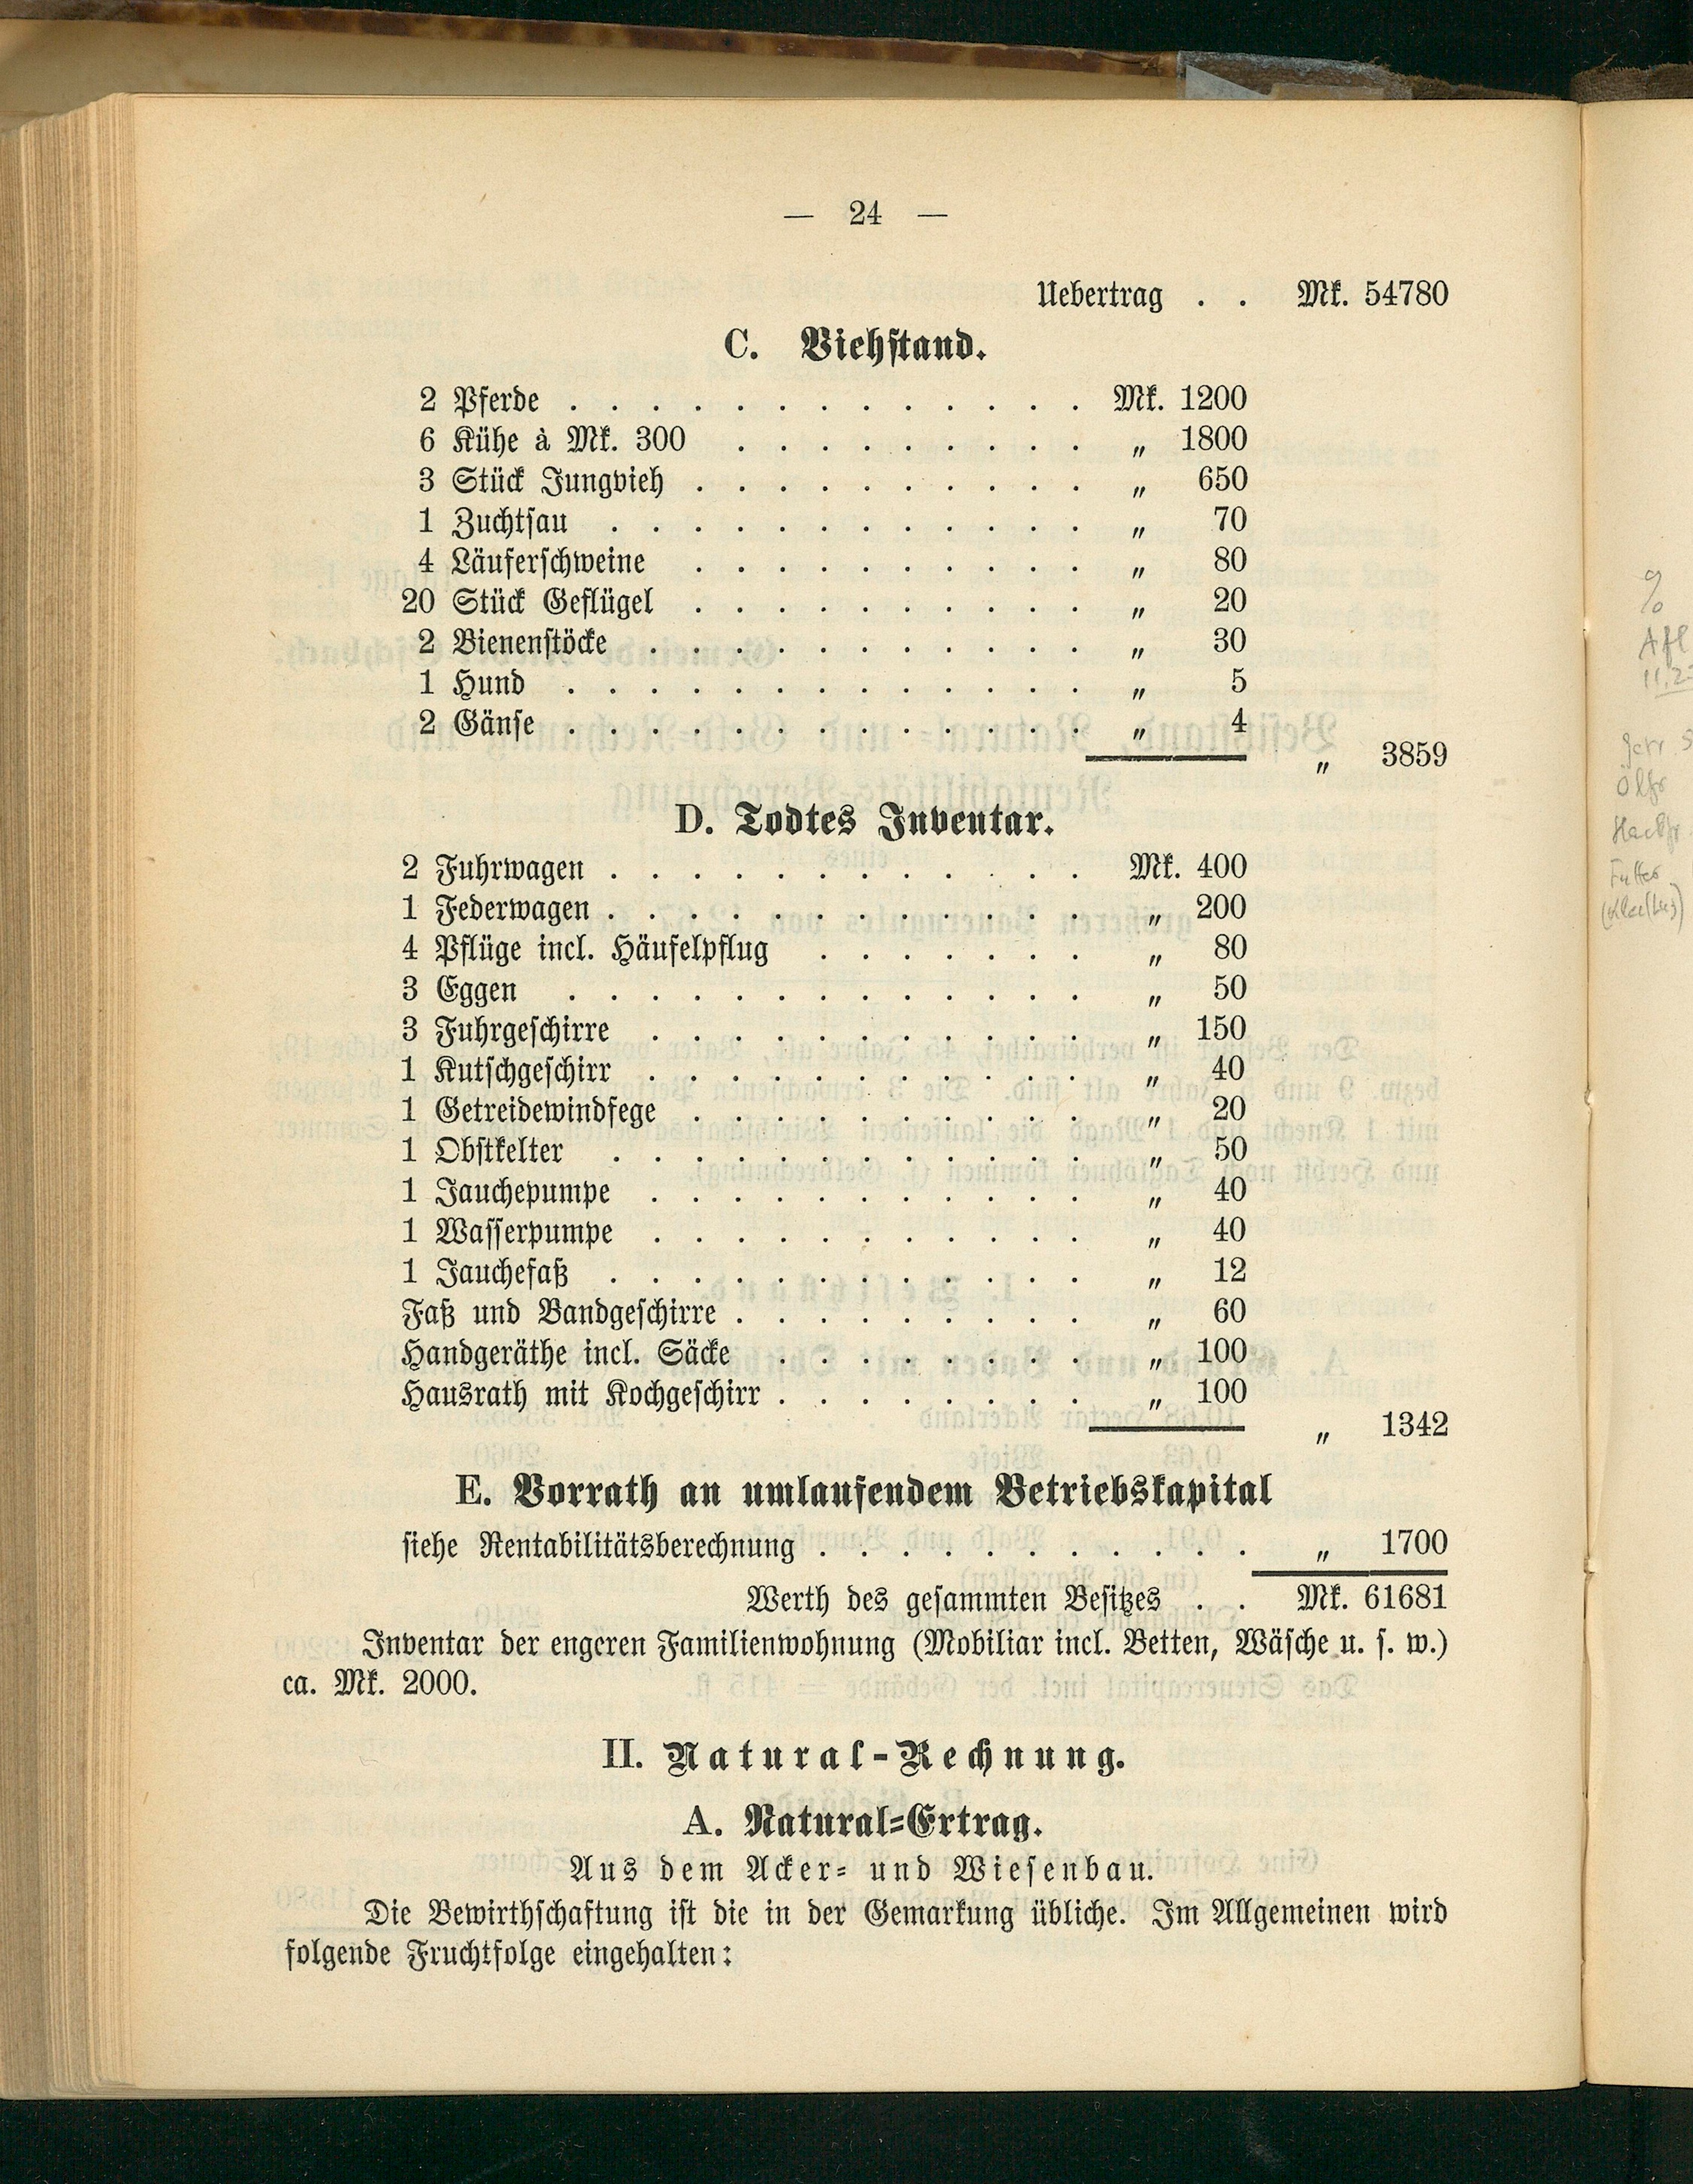 — 24 —
Uebertrag . . Mk. 54780
C. Viehstand.
2 Pferde . . . . . . . . . . . . . Mk. 1200
6 Kühe à Mk. 300 . . . . . . . . . „ 1800
3 Stück Jungvieh . . . . . . . . . . „ 650
1 Zuchtsau . . . . . . . . . . . . „ 70
4 Läuferschweine . . . . . . . . . . „ 80
20 Stück Geflügel . . . . . . . . . . „ 20
2 Bienenstöcke . . . . . . . . . . . „ 30
1 Hund . . . . . . . . . . . . . „ 5
2 Gänse . . . . . . . . . . . . . „ 4
„ 3859
D. Todtes Inventar.
2 Fuhrwagen . . . . . . . . . . . . Mk. 400
1 Federwagen . . . . . . . . . . . . „ 200
4 Pflüge incl. Häufelpflug . . . . . . . „ 80
3 Eggen . . . . . . . . . . . . . „ 50
3 Fuhrgeschirre . . . . . . . . . . . „ 150
1 Kutschgeschirr . . . . . . . . . . . „ 40
1 Getreidewindfege . . . . . . . . . . „ 20
1 Obstkelter . . . . . . . . . . . . „ 50
1 Jauchepumpe . . . . . . . . . . . „ 40
1 Wasserpumpe . . . . . . . . . . . „ 40
1 Jauchefaß . . . . . . . . . . . . „ 12
Faß und Bandgeschirre . . . . . . . . . „ 60
Handgeräthe incl. Säcke . . . . . . . . „ 100
Hausrath mit Kochgeschirr . . . . . . . . „ 100
„ 1342
E. Vorrath an umlaufendem Betriebskapital
siehe Rentabilitätsberechnung . . . . . . . . . . . „ 1700
Werth des gesammten Besitzes . . Mk. 61681
Inventar der engeren Familienwohnung (Mobiliar incl. Betten, Wäsche u. s. w.)
ca. Mk. 2000.
II. Natural-Rechnung.
A. Natural-Ertrag.
Aus dem Acker- und Wiesenbau.
Die Bewirthschaftung ist die in der Gemarkung übliche. Im Allgemeinen wird
folgende Fruchtfolge eingehalten:
%